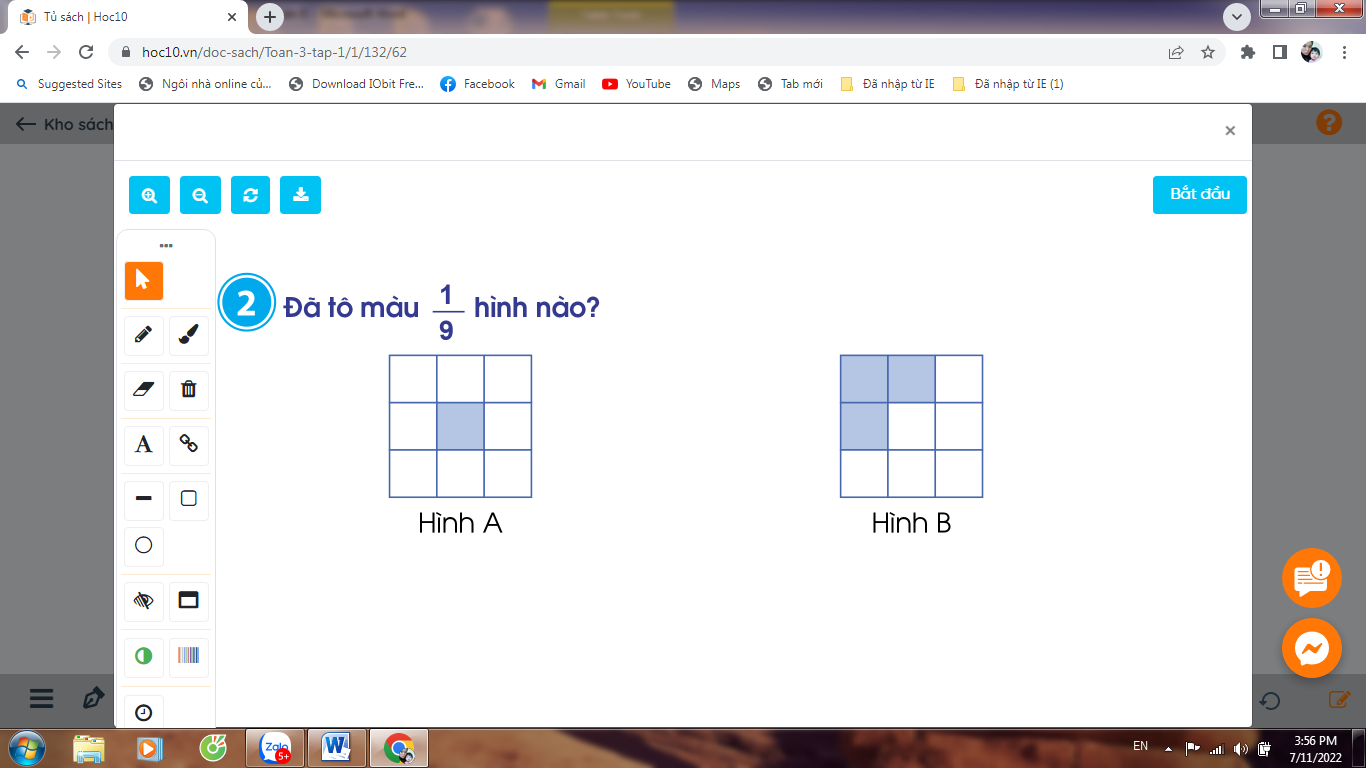 Tủ sách | Hoc10
hoc10.vn/doc-sach/Toan-3-tap-1/1/132/62
Suggested Sites
Ngôi nhà online củ...
Download IObit Fre...
Facebook
Gmail
YouTube
Maps
Tab mới
Đã nhập từ IE
Đã nhập từ IE (1)
Kho sách
Bắt đầu
2 Đã tô màu 1/9 hình nào?
Hình A
Hình B
A
Zalo
5+
W
EN
3:56 PM
7/11/2022